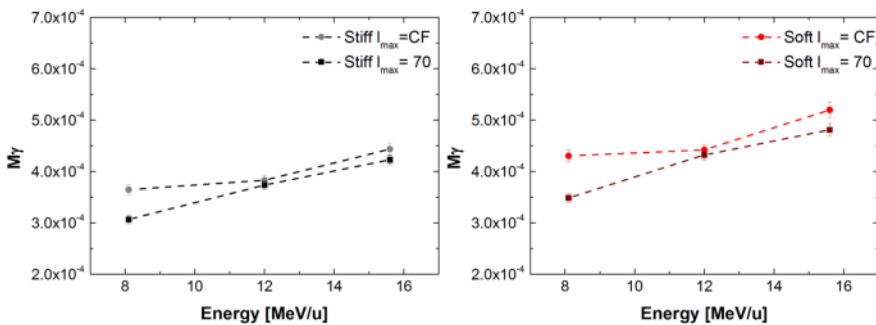 7.0x10⁻⁴
6.0x10⁻⁴
5.0x10⁻⁴
4.0x10⁻⁴
3.0x10⁻⁴
2.0x10⁻⁴
Mγ
Stiff lₘₐₓ=CF
Stiff lₘₐₓ= 70
8 10 12 14 16
Energy [MeV/u]
7.0x10⁻⁴
6.0x10⁻⁴
5.0x10⁻⁴
4.0x10⁻⁴
3.0x10⁻⁴
2.0x10⁻⁴
Mγ
Soft lₘₐₓ= CF
Soft lₘₐₓ= 70
8 10 12 14 16
Energy [MeV/u]